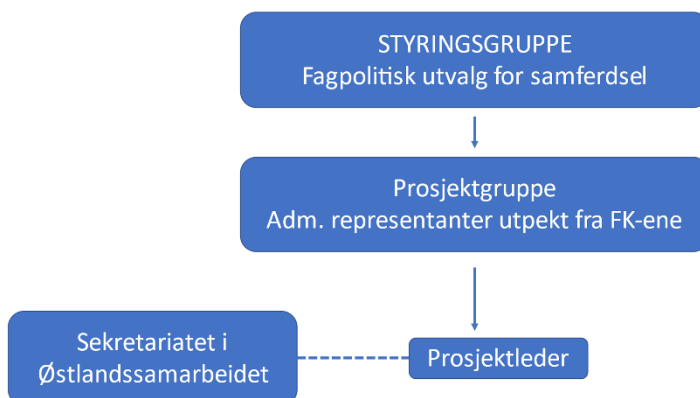 STYRINGSGRUPPE
Fagpolitisk utvalg for samferdsel
Prosjektgruppe
Adm. representanter utpekt fra FK-ene
Sekretariatet i
Østlandssamarbeidet
Prosjektleder